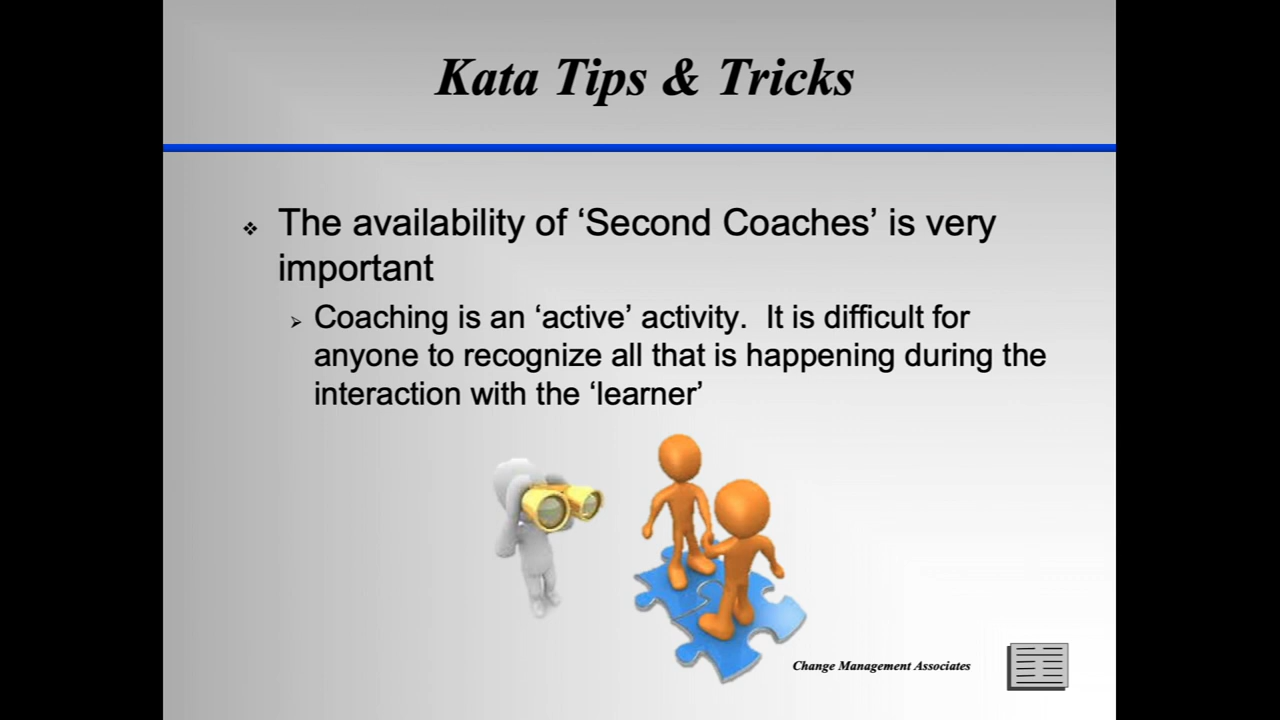 Kata Tips & Tricks
❖ The availability of ‘Second Coaches’ is very
important
➢ Coaching is an ‘active’ activity.  It is difficult for
anyone to recognize all that is happening during the
interaction with the ‘learner’
Change Management Associates